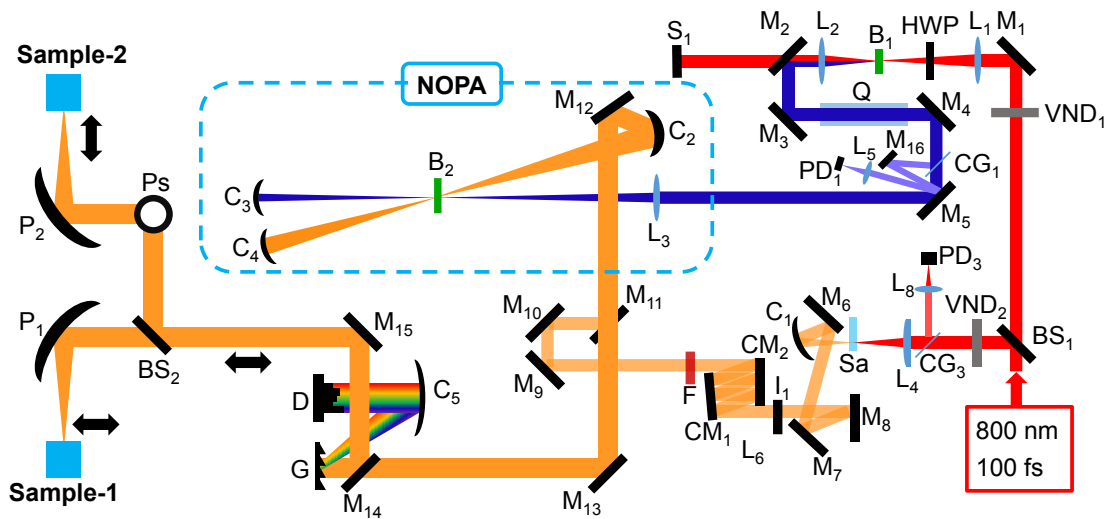 S₁
M₂
L₂
B₁
HWP
L₁
M₁
Sample-2
NOPA
M₁₂
C₂
M₃
Q
M₄
VND₁
L₅
M₁₆
PD₁
CG₁
Ps
B₂
C₃
L₃
M₅
P₂
C₄
PD₃
L₈
M₁₀
M₁₁
M₆
C₁
VND₂
P₁
M₁₅
BS₂
CM₂
Sa
L₄
CG₃
BS₁
M₉
F
I₁
D
C₅
CM₁
L₆
M₈
M₇
800 nm
100 fs
G
Sample-1
M₁₄
M₁₃